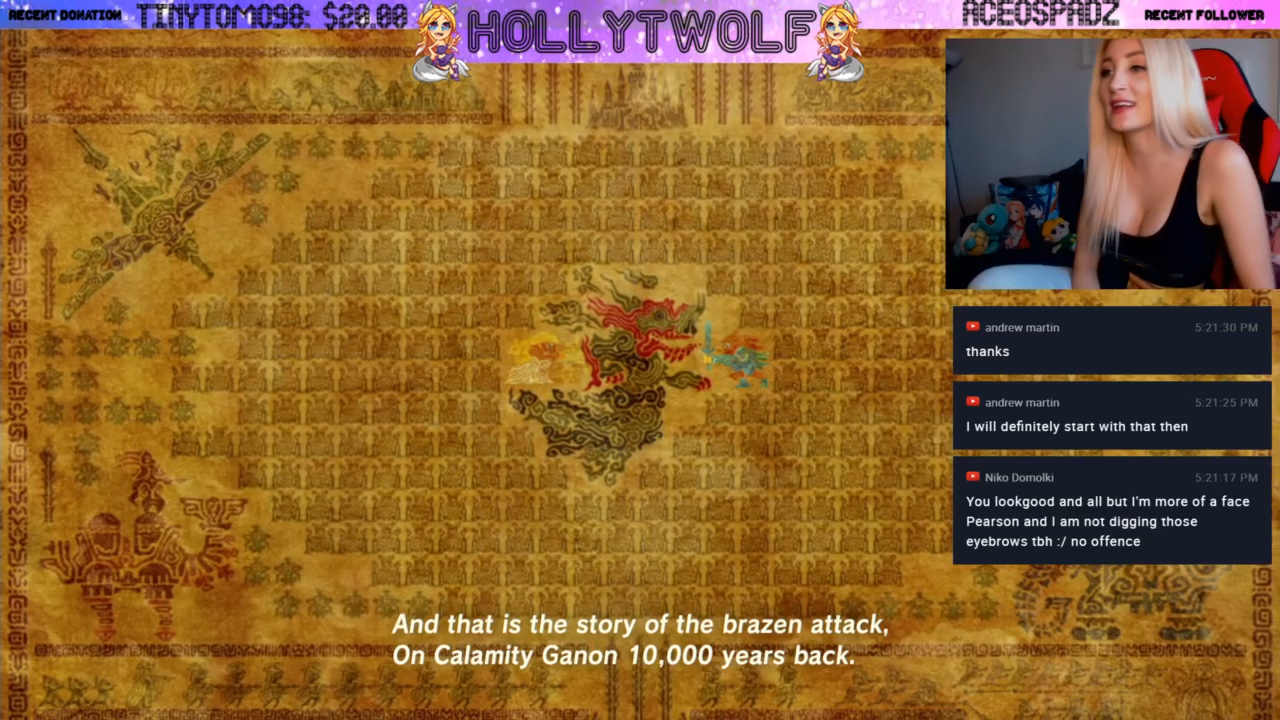 RECENT DONATION TINYTOMO98: $20.00 HOLLYTWOLF ACEOSPADZ RECENT FOLLOWER
andrew martin 5:21:30 PM
thanks
andrew martin 5:21:25 PM
I will definitely start with that then
Niko Domolki 5:21:17 PM
You lookgood and all but I'm more of a face
Pearson and I am not digging those
eyebrows tbh :/ no offence
And that is the story of the brazen attack,
On Calamity Ganon 10,000 years back.